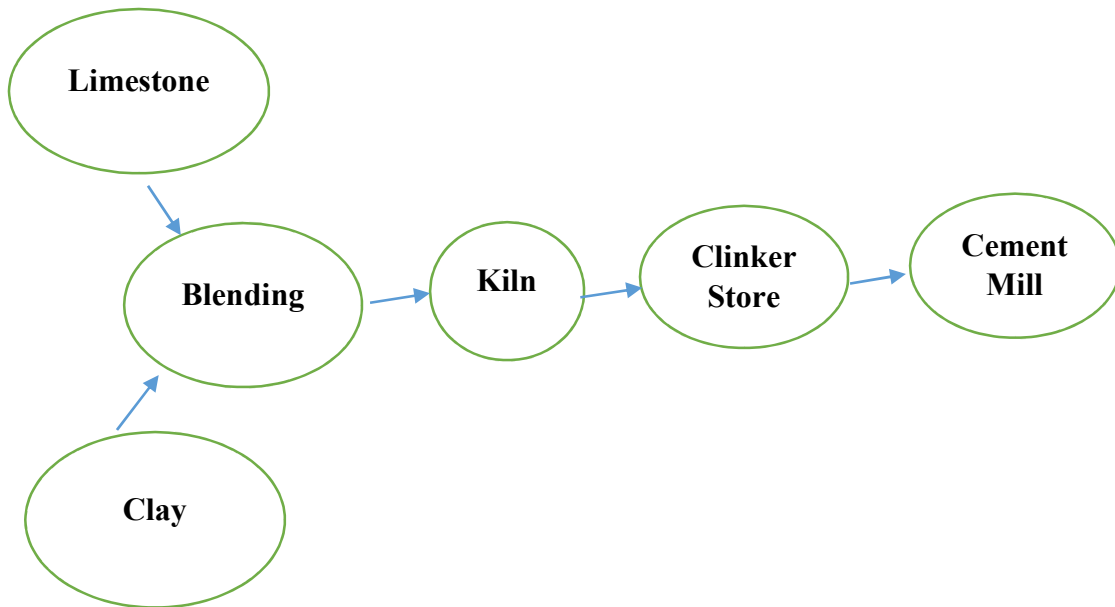 Limestone
Blending
Kiln
Clinker
Store
Cement
Mill
Clay